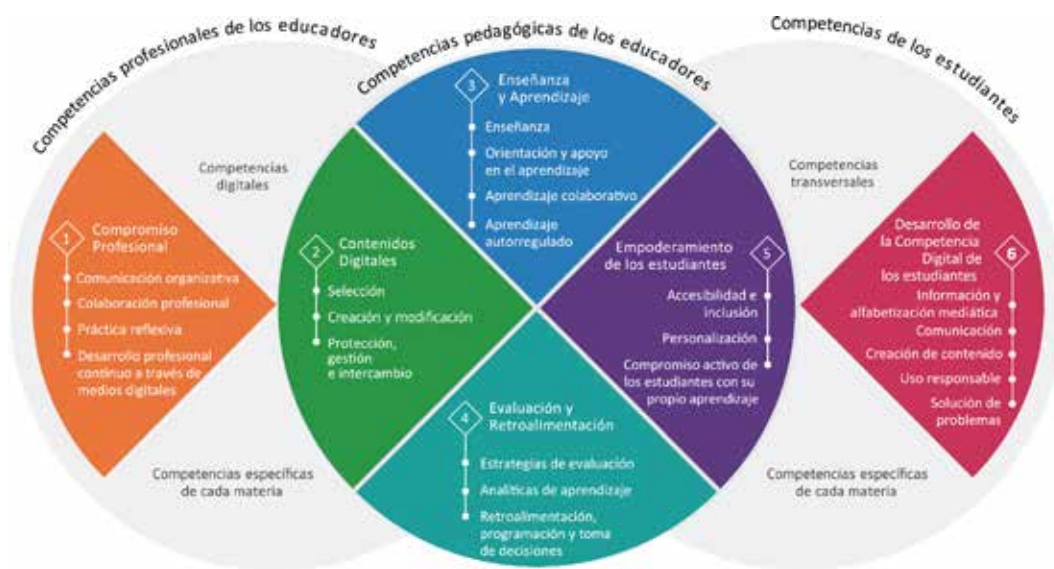 Competencias profesionales de los educadores
Competencias pedagógicas de los educadores
Competencias de los estudiantes
Competencias
digitales
Competencias
transversales
Competencias específicas
de cada materia
Competencias específicas
de cada materia
1
Compromiso
Profesional
Comunicación organizativa
Colaboración profesional
Práctica reflexiva
Desarrollo profesional
continuo a través de
medios digitales
2
Contenidos
Digitales
Selección
Creación y modificación
Protección,
gestión
e intercambio
3
Enseñanza
y Aprendizaje
Enseñanza
Orientación y apoyo
en el aprendizaje
Aprendizaje colaborativo
Aprendizaje
autorregulado
4
Evaluación y
Retroalimentación
Estrategias de evaluación
Analíticas de aprendizaje
Retroalimentación,
programación y toma
de decisiones
Empoderamiento
de los estudiantes
5
Accesibilidad e
inclusión
Personalización
Compromiso activo de
los estudiantes con su
propio aprendizaje
Desarrollo de
la Competencia
Digital de
los estudiantes
6
Información y
alfabetización mediática
Comunicación
Creación de contenido
Uso responsable
Solución de
problemas